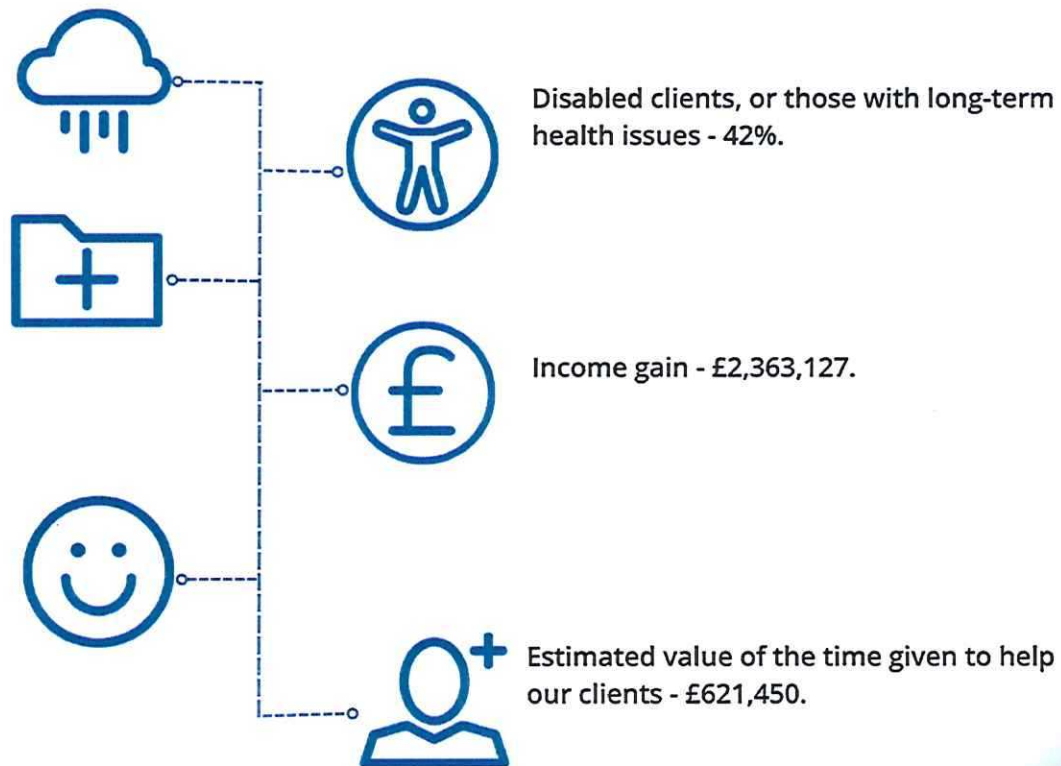 Disabled clients, or those with long-term
health issues - 42%.
Income gain - £2,363,127.
Estimated value of the time given to help
our clients - £621,450.